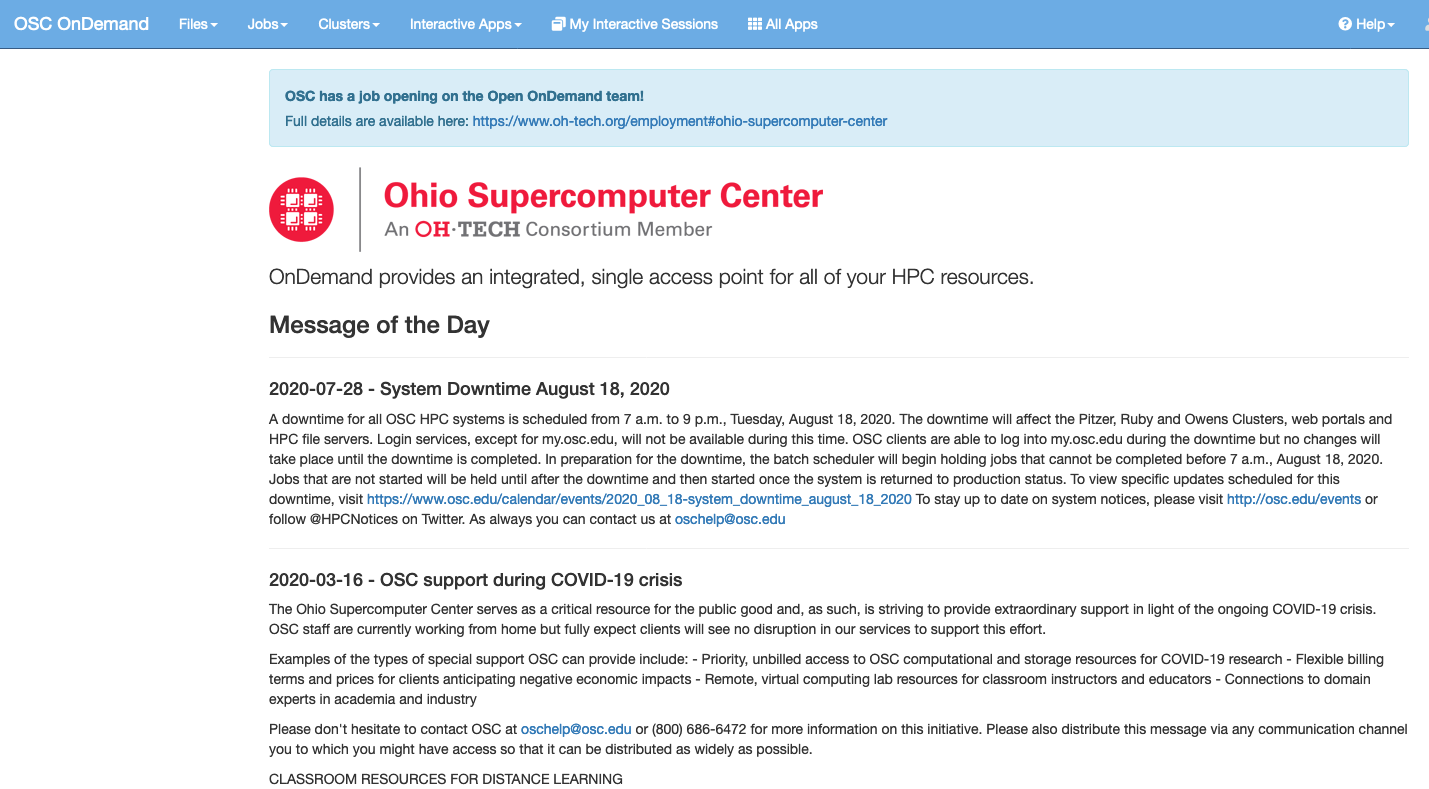 OSC OnDemand Files Jobs Clusters Interactive Apps My Interactive Sessions All Apps Help
OSC has a job opening on the Open OnDemand team!
Full details are available here: https://www.oh-tech.org/employment#ohio-supercomputer-center
Ohio Supercomputer Center
An OH·TECH Consortium Member
OnDemand provides an integrated, single access point for all of your HPC resources.
Message of the Day
2020-07-28 - System Downtime August 18, 2020
A downtime for all OSC HPC systems is scheduled from 7 a.m. to 9 p.m., Tuesday, August 18, 2020. The downtime will affect the Pitzer, Ruby and Owens Clusters, web portals and
HPC file servers. Login services, except for my.osc.edu, will not be available during this time. OSC clients are able to log into my.osc.edu during the downtime but no changes will
take place until the downtime is completed. In preparation for the downtime, the batch scheduler will begin holding jobs that cannot be completed before 7 a.m., August 18, 2020.
Jobs that are not started will be held until after the downtime and then started once the system is returned to production status. To view specific updates scheduled for this
downtime, visit https://www.osc.edu/calendar/events/2020_08_18-system_downtime_august_18_2020 To stay up to date on system notices, please visit http://osc.edu/events or
follow @HPCNotices on Twitter. As always you can contact us at oschelp@osc.edu
2020-03-16 - OSC support during COVID-19 crisis
The Ohio Supercomputer Center serves as a critical resource for the public good and, as such, is striving to provide extraordinary support in light of the ongoing COVID-19 crisis.
OSC staff are currently working from home but fully expect clients will see no disruption in our services to support this effort.
Examples of the types of special support OSC can provide include: - Priority, unbilled access to OSC computational and storage resources for COVID-19 research - Flexible billing
terms and prices for clients anticipating negative economic impacts - Remote, virtual computing lab resources for classroom instructors and educators - Connections to domain
experts in academia and industry
Please don't hesitate to contact OSC at oschelp@osc.edu or (800) 686-6472 for more information on this initiative. Please also distribute this message via any communication channel
you to which you might have access so that it can be distributed as widely as possible.
CLASSROOM RESOURCES FOR DISTANCE LEARNING